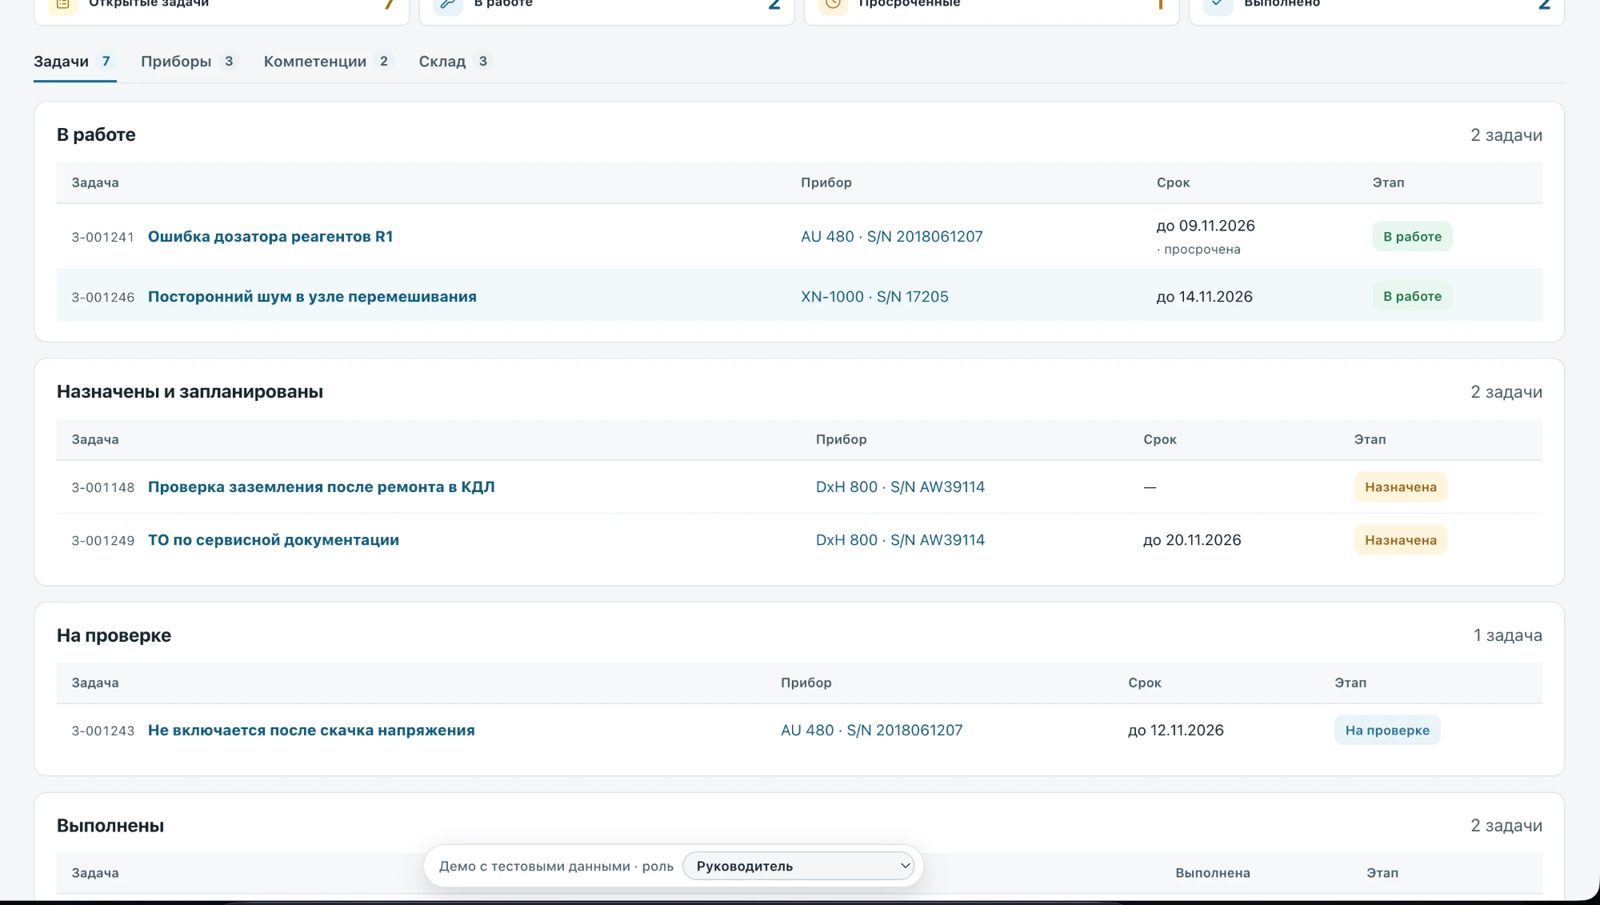 Открытые задачи 7
В работе 2
Просроченные 1
Выполнено 2
Задачи 7 Приборы 3 Компетенции 2 Склад 3
В работе 2 задачи
Задача Прибор Срок Этап
З-001241 Ошибка дозатора реагентов R1 AU 480 · S/N 2018061207 до 09.11.2026 В работе
· просрочена
З-001246 Посторонний шум в узле перемешивания XN-1000 · S/N 17205 до 14.11.2026 В работе
Назначены и запланированы 2 задачи
Задача Прибор Срок Этап
З-001148 Проверка заземления после ремонта в КДЛ DxH 800 · S/N AW39114 — Назначена
З-001249 ТО по сервисной документации DxH 800 · S/N AW39114 до 20.11.2026 Назначена
На проверке 1 задача
Задача Прибор Срок Этап
З-001243 Не включается после скачка напряжения AU 480 · S/N 2018061207 до 12.11.2026 На проверке
Выполнены 2 задачи
Задача Выполнена Этап
Демо с тестовыми данными · роль Руководитель